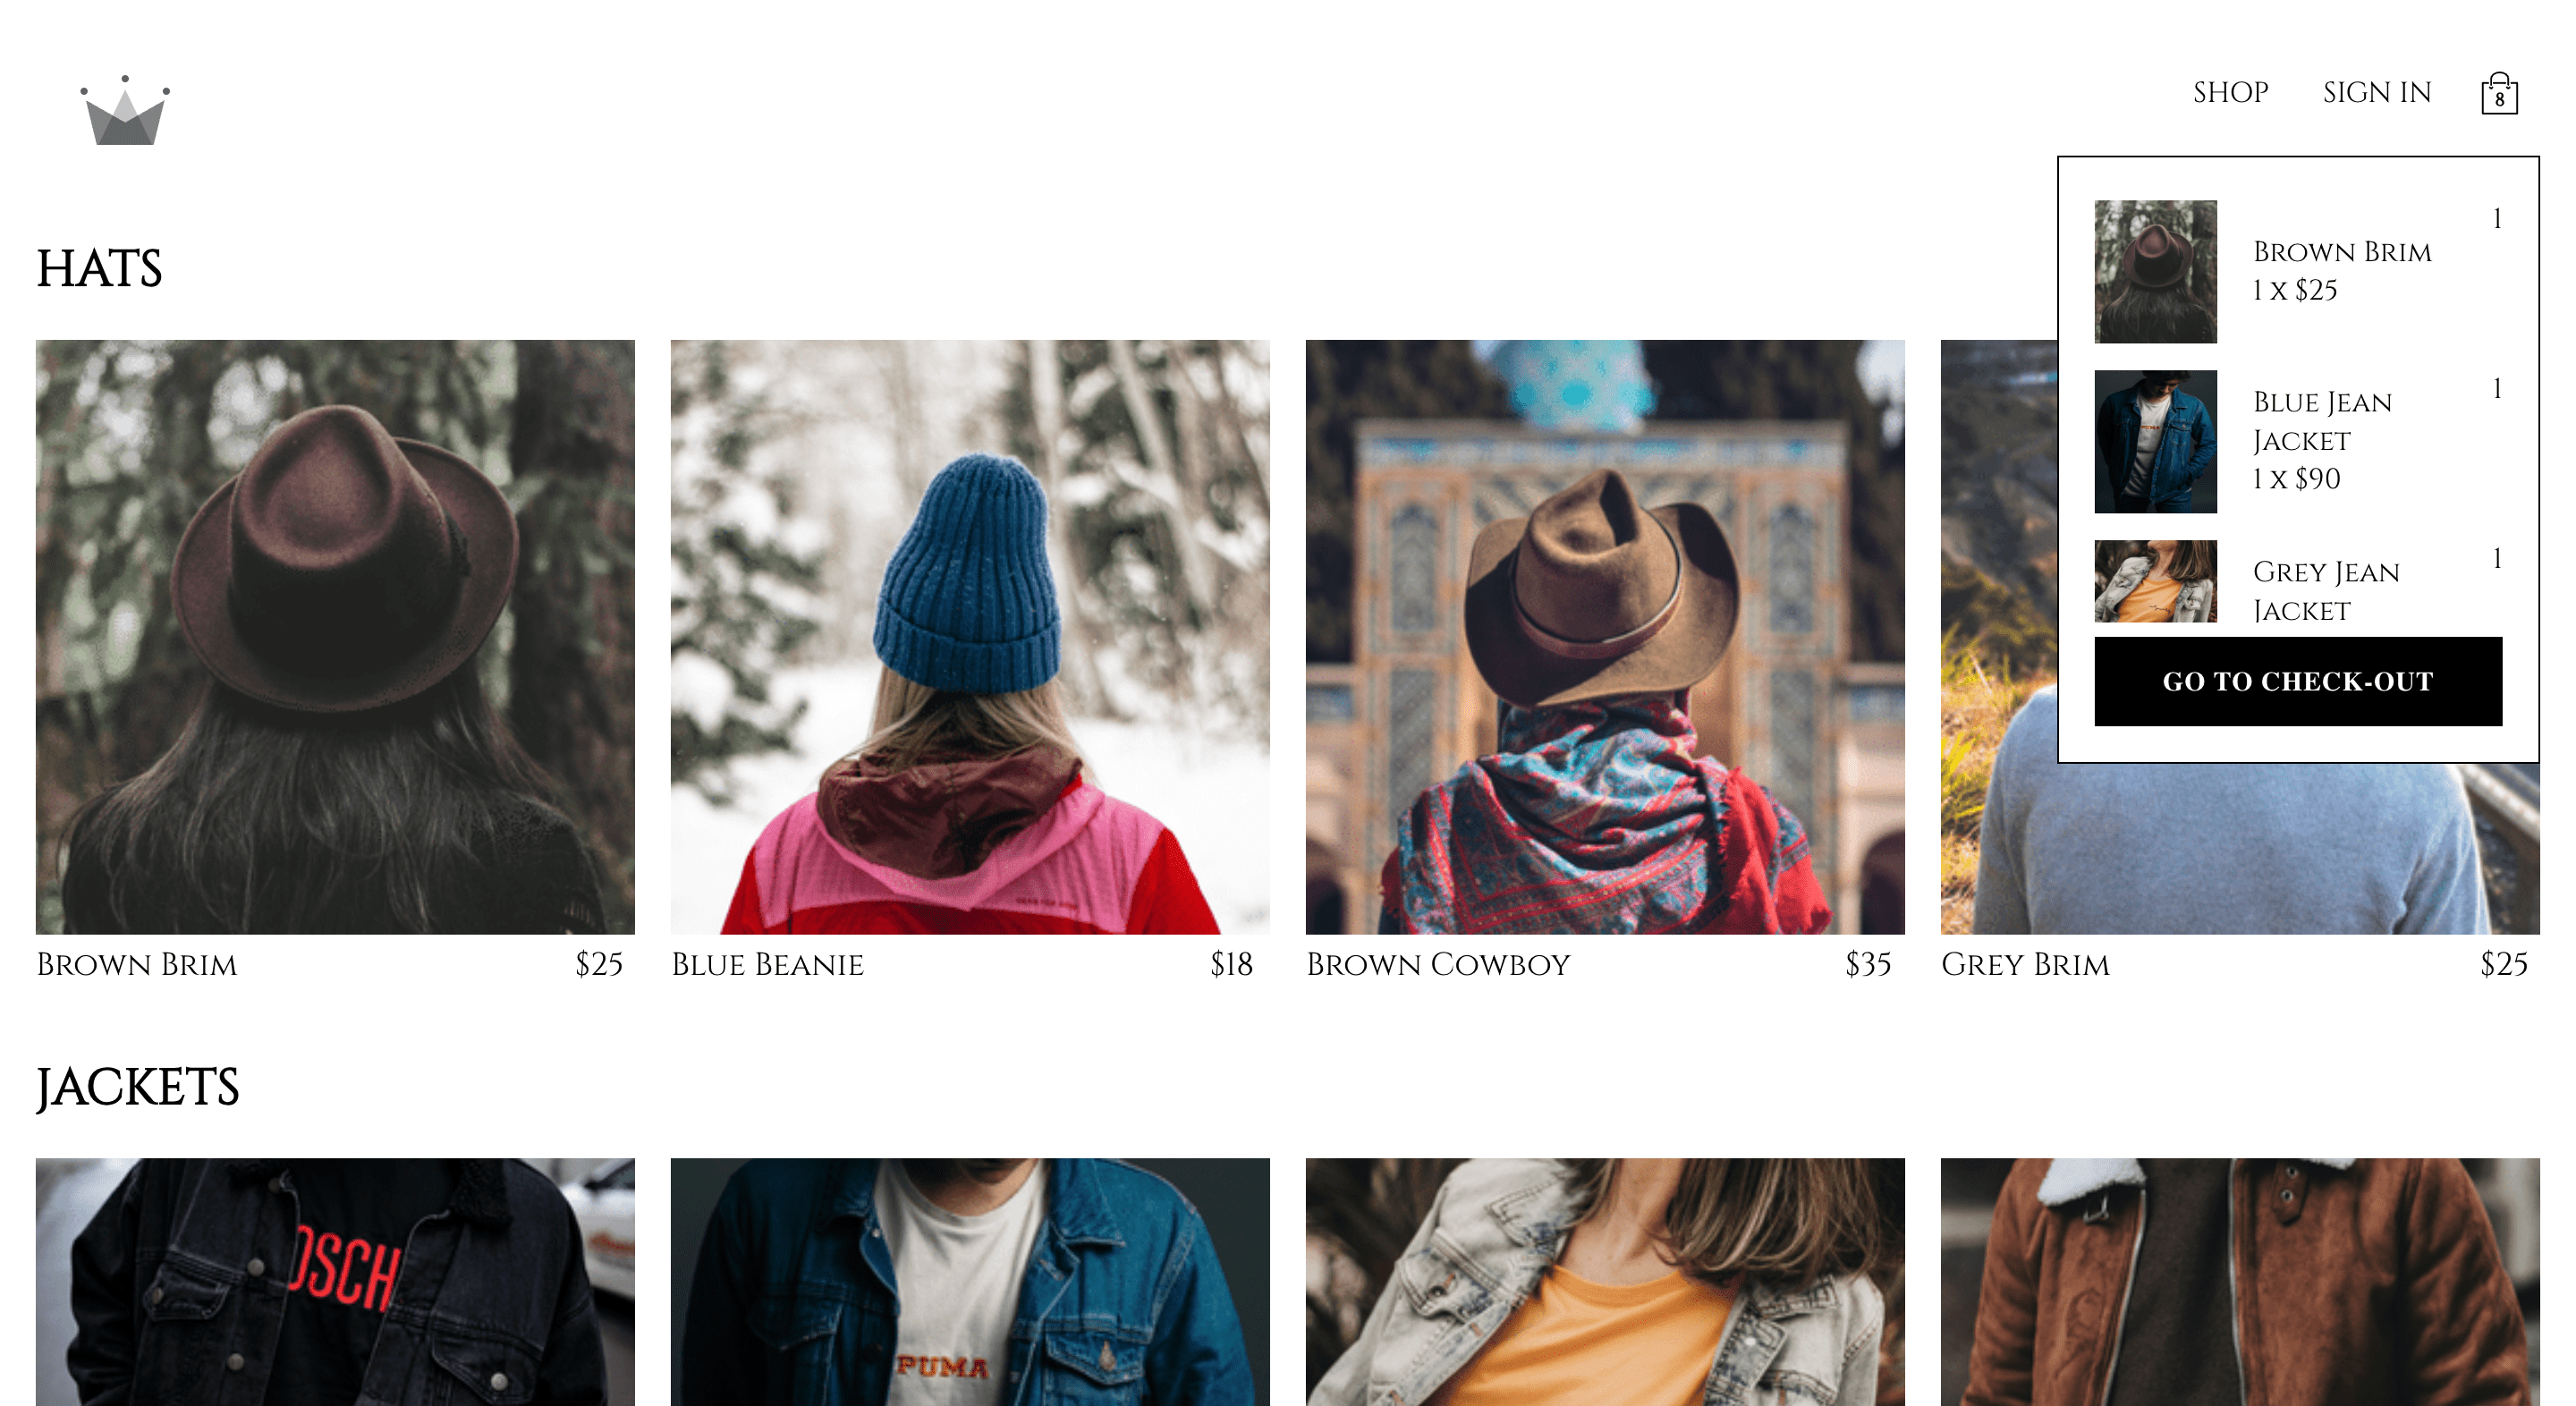 SHOP
SIGN IN
8
HATS
1
BROWN BRIM
1 X $25
1
BLUE JEAN
JACKET
1 X $90
1
GREY JEAN
JACKET
GO TO CHECK-OUT
BROWN BRIM
$25
BLUE BEANIE
$18
BROWN COWBOY
$35
GREY BRIM
$25
JACKETS
OSCH
PUMA